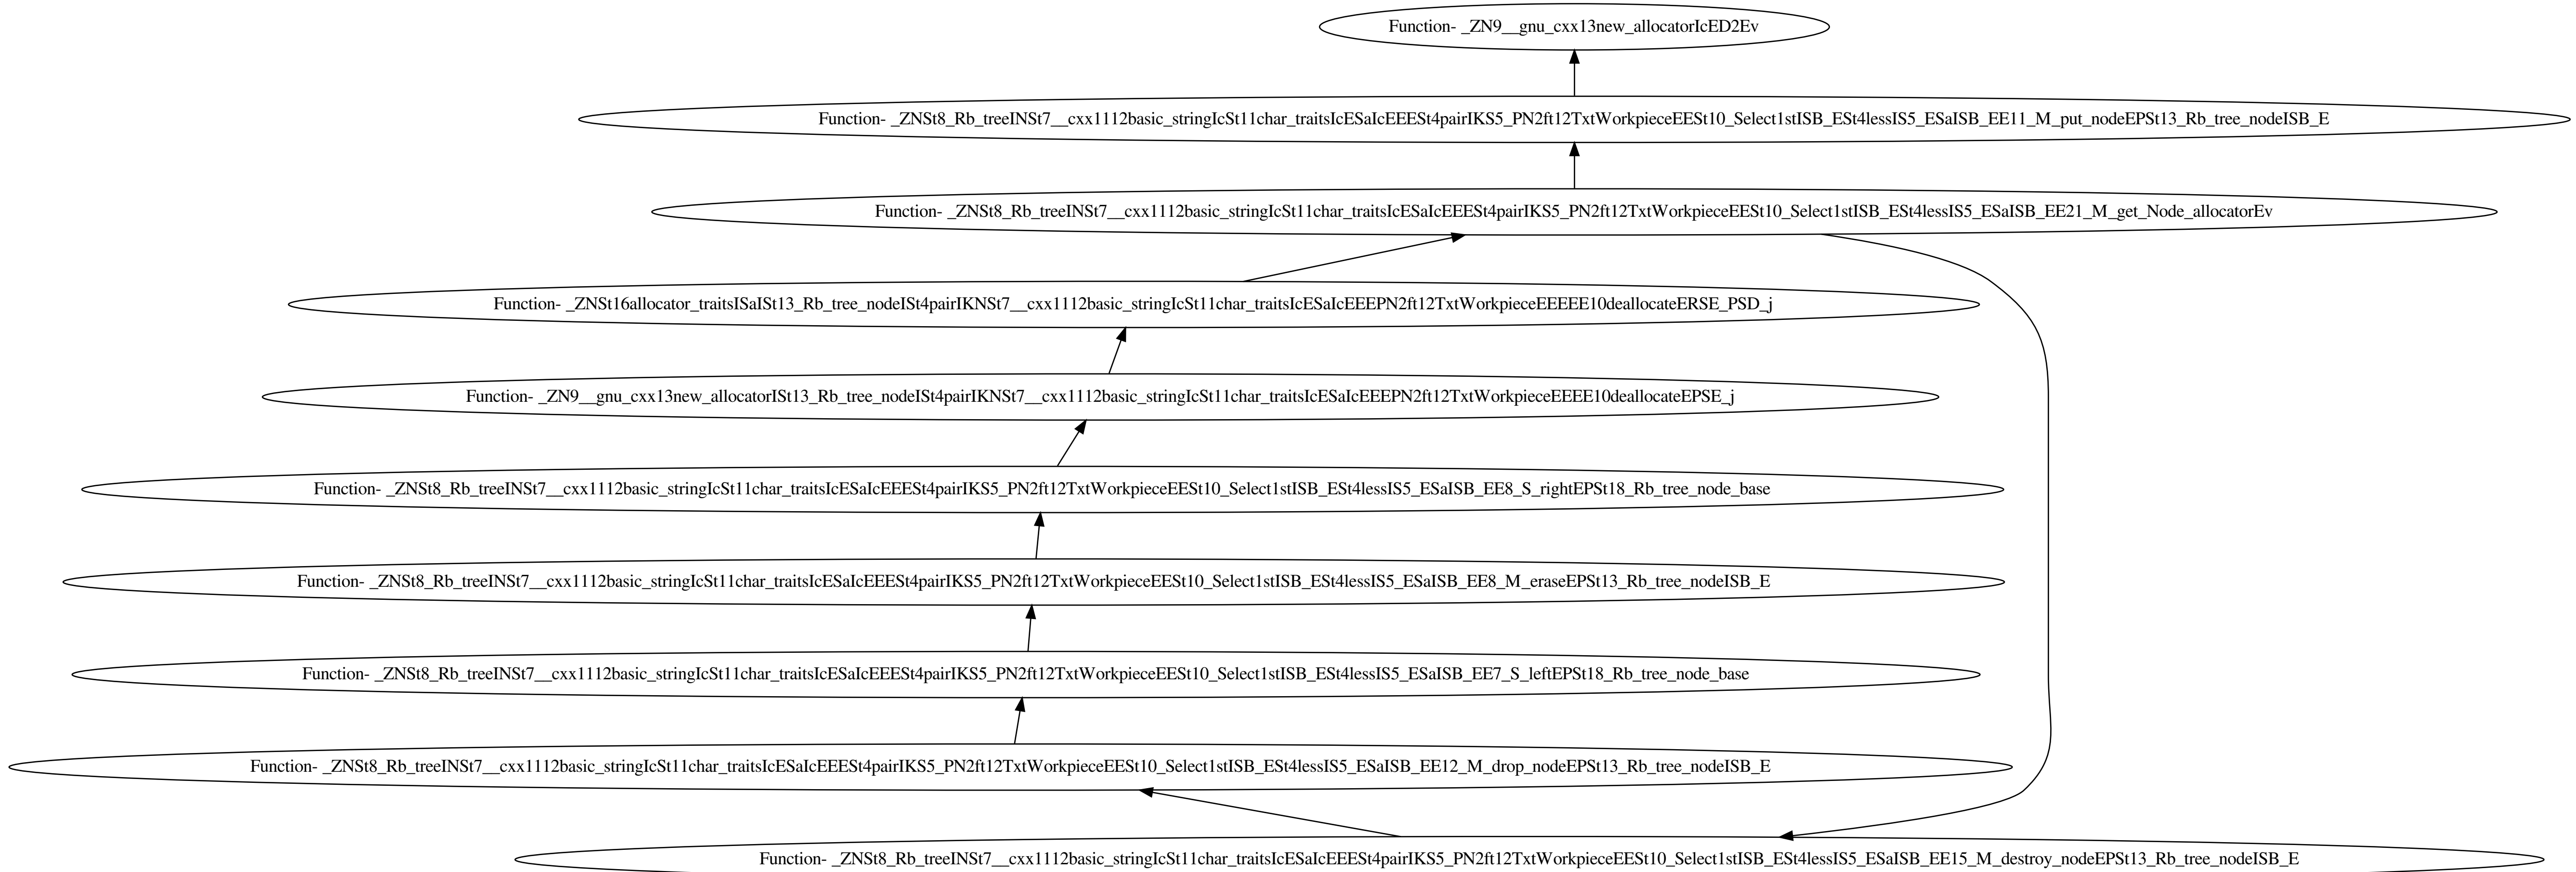 Function- _ZN9__gnu_cxx13new_allocatorIcED2Ev
Function- _ZNSt8_Rb_treeINSt7__cxx1112basic_stringIcSt11char_traitsIcESaIcEEESt4pairIKS5_PN2ft12TxtWorkpieceEESt10_Select1stISB_ESt4lessIS5_ESaISB_EE11_M_put_nodeEPSt13_Rb_tree_nodeISB_E
Function- _ZNSt8_Rb_treeINSt7__cxx1112basic_stringIcSt11char_traitsIcESaIcEEESt4pairIKS5_PN2ft12TxtWorkpieceEESt10_Select1stISB_ESt4lessIS5_ESaISB_EE21_M_get_Node_allocatorEv
Function- _ZNSt16allocator_traitsISaISt13_Rb_tree_nodeISt4pairIKNSt7__cxx1112basic_stringIcSt11char_traitsIcESaIcEEEPN2ft12TxtWorkpieceEEEEE10deallocateERSE_PSD_j
Function- _ZN9__gnu_cxx13new_allocatorISt13_Rb_tree_nodeISt4pairIKNSt7__cxx1112basic_stringIcSt11char_traitsIcESaIcEEEPN2ft12TxtWorkpieceEEEE10deallocateEPSE_j
Function- _ZNSt8_Rb_treeINSt7__cxx1112basic_stringIcSt11char_traitsIcESaIcEEESt4pairIKS5_PN2ft12TxtWorkpieceEESt10_Select1stISB_ESt4lessIS5_ESaISB_EE8_S_rightEPSt18_Rb_tree_node_base
Function- _ZNSt8_Rb_treeINSt7__cxx1112basic_stringIcSt11char_traitsIcESaIcEEESt4pairIKS5_PN2ft12TxtWorkpieceEESt10_Select1stISB_ESt4lessIS5_ESaISB_EE8_M_eraseEPSt13_Rb_tree_nodeISB_E
Function- _ZNSt8_Rb_treeINSt7__cxx1112basic_stringIcSt11char_traitsIcESaIcEEESt4pairIKS5_PN2ft12TxtWorkpieceEESt10_Select1stISB_ESt4lessIS5_ESaISB_EE7_S_leftEPSt18_Rb_tree_node_base
Function- _ZNSt8_Rb_treeINSt7__cxx1112basic_stringIcSt11char_traitsIcESaIcEEESt4pairIKS5_PN2ft12TxtWorkpieceEESt10_Select1stISB_ESt4lessIS5_ESaISB_EE12_M_drop_nodeEPSt13_Rb_tree_nodeISB_E
Function- _ZNSt8_Rb_treeINSt7__cxx1112basic_stringIcSt11char_traitsIcESaIcEEESt4pairIKS5_PN2ft12TxtWorkpieceEESt10_Select1stISB_ESt4lessIS5_ESaISB_EE15_M_destroy_nodeEPSt13_Rb_tree_nodeISB_E